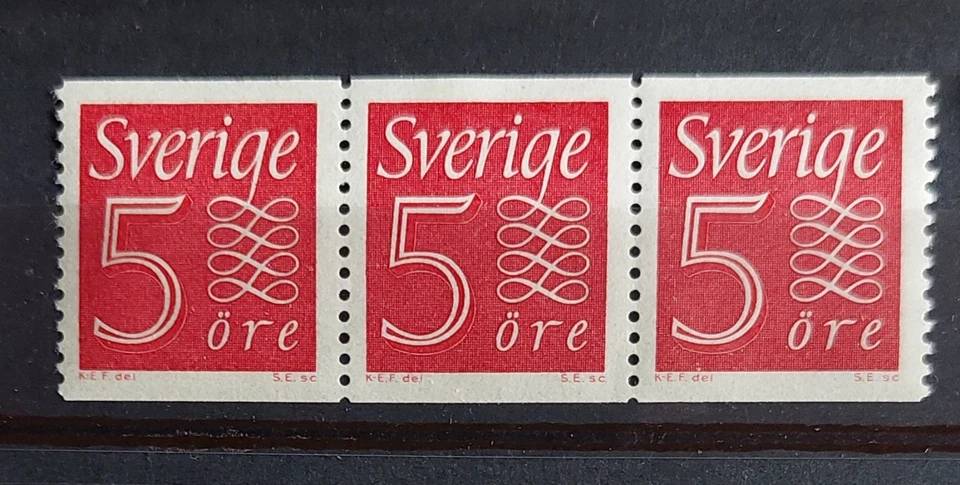 Sverige
5 öre
K-E.F. del S.E. sc
Sverige
5 öre
K-E.F. del S.E. sc
Sverige
5 öre
K-E.F. del S.E. sc